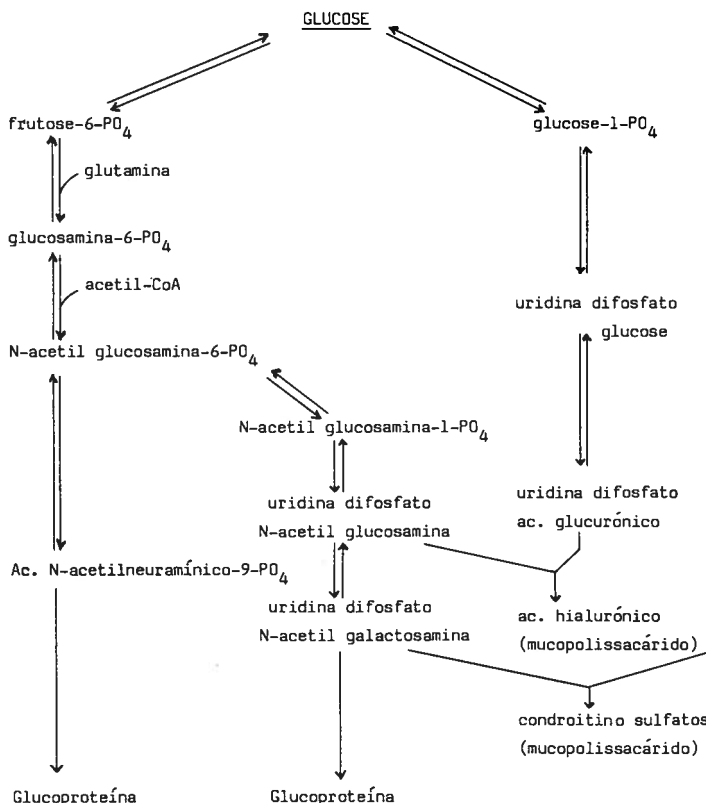 GLUCOSE
frutose-6-PO4
glucose-1-PO4
glutamina
glucosamina-6-PO4
acetil-CoA
uridina difosfato
glucose
N-acetil glucosamina-6-PO4
N-acetil glucosamina-1-PO4
uridina difosfato
ac. glucurónico
uridina difosfato
N-acetil glucosamina
Ac. N-acetilneuramínico-9-PO4
uridina difosfato
N-acetil galactosamina
ac. hialurónico
(mucopolissacárido)
condroitino sulfatos
(mucopolissacárido)
Glucoproteína
Glucoproteína